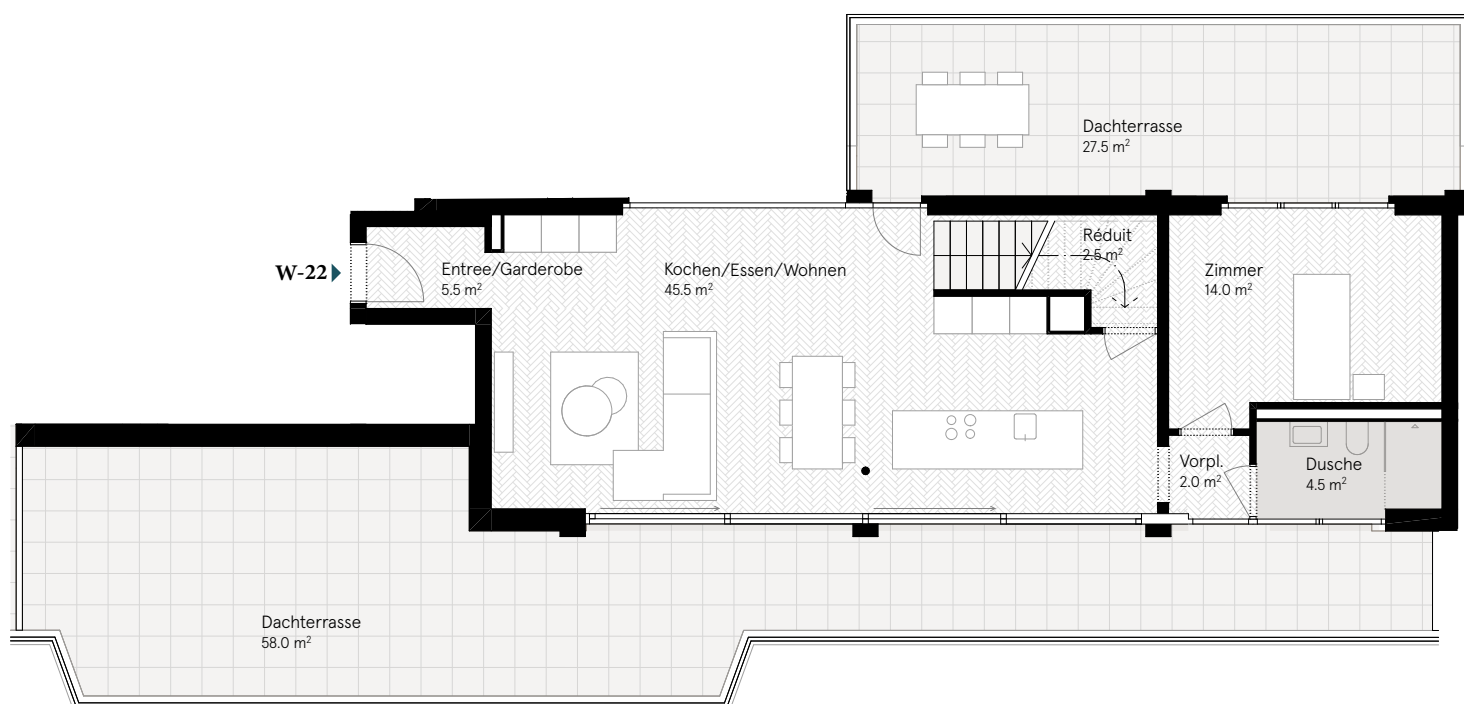 Dachterrasse
27.5 m²
W-22
Entree/Garderobe
5.5 m²
Kochen/Essen/Wohnen
45.5 m²
Réduit
2.5 m²
Zimmer
14.0 m²
Vorpl.
2.0 m²
Dusche
4.5 m²
Dachterrasse
58.0 m²